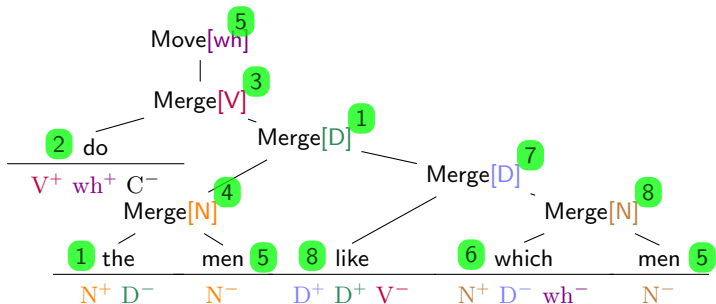 Move[wh] 5
Merge[V] 3
2 do Merge[D] 1
V⁺ wh⁺ C⁻ Merge[D] 7
Merge[N] 4 Merge[N] 8
1 the men 5 8 like 6 which men 5
N⁺ D⁻ N⁻ D⁺ D⁺ V⁻ N⁺ D⁻ wh⁻ N⁻